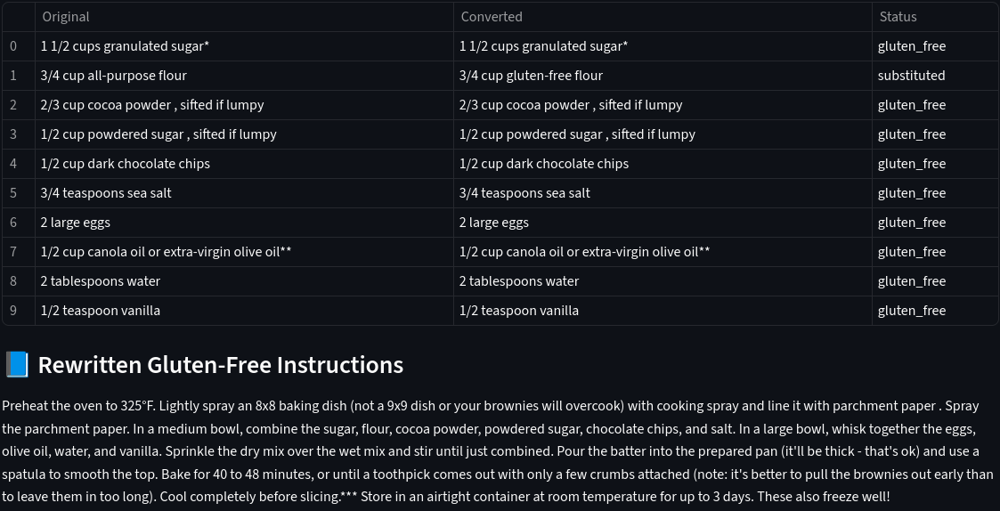 Original Converted Status
0 1 1/2 cups granulated sugar* 1 1/2 cups granulated sugar* gluten_free
1 3/4 cup all-purpose flour 3/4 cup gluten-free flour substituted
2 2/3 cup cocoa powder , sifted if lumpy 2/3 cup cocoa powder , sifted if lumpy gluten_free
3 1/2 cup powdered sugar , sifted if lumpy 1/2 cup powdered sugar , sifted if lumpy gluten_free
4 1/2 cup dark chocolate chips 1/2 cup dark chocolate chips gluten_free
5 3/4 teaspoons sea salt 3/4 teaspoons sea salt gluten_free
6 2 large eggs 2 large eggs gluten_free
7 1/2 cup canola oil or extra-virgin olive oil** 1/2 cup canola oil or extra-virgin olive oil** gluten_free
8 2 tablespoons water 2 tablespoons water gluten_free
9 1/2 teaspoon vanilla 1/2 teaspoon vanilla gluten_free
Rewritten Gluten-Free Instructions
Preheat the oven to 325°F. Lightly spray an 8x8 baking dish (not a 9x9 dish or your brownies will overcook) with cooking spray and line it with parchment paper . Spray
the parchment paper. In a medium bowl, combine the sugar, flour, cocoa powder, powdered sugar, chocolate chips, and salt. In a large bowl, whisk together the eggs,
olive oil, water, and vanilla. Sprinkle the dry mix over the wet mix and stir until just combined. Pour the batter into the prepared pan (it'll be thick - that's ok) and use a
spatula to smooth the top. Bake for 40 to 48 minutes, or until a toothpick comes out with only a few crumbs attached (note: it's better to pull the brownies out early than
to leave them in too long). Cool completely before slicing.*** Store in an airtight container at room temperature for up to 3 days. These also freeze well!